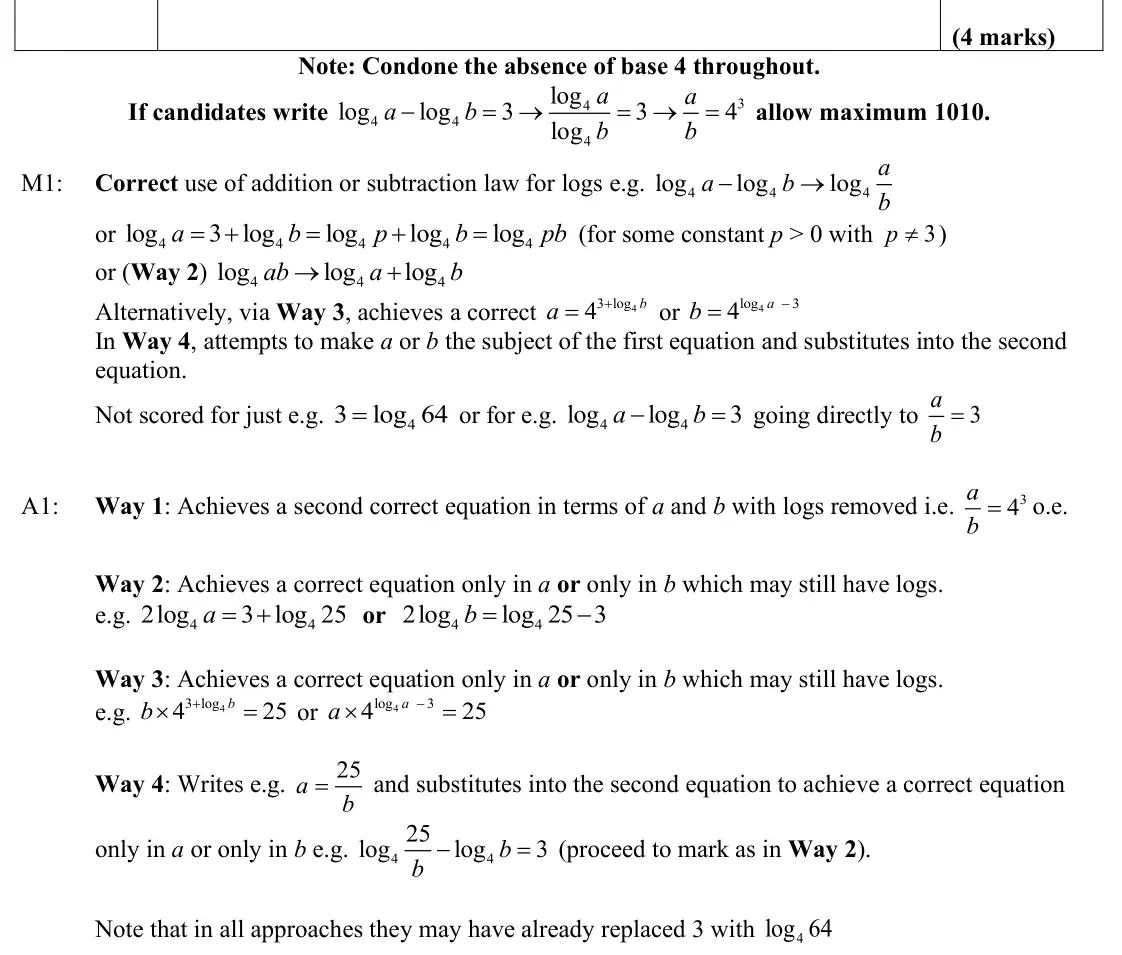 (4 marks)
Note: Condone the absence of base 4 throughout.
If candidates write log₄ a − log₄ b = 3 → (log₄ a)/(log₄ b) = 3 → a/b = 4³ allow maximum 1010.
M1: Correct use of addition or subtraction law for logs e.g. log₄ a − log₄ b → log₄ a/b
or log₄ a = 3 + log₄ b = log₄ p + log₄ b = log₄ pb (for some constant p > 0 with p ≠ 3)
or (Way 2) log₄ ab → log₄ a + log₄ b
Alternatively, via Way 3, achieves a correct a = 4^(3+log₄ b) or b = 4^(log₄ a − 3)
In Way 4, attempts to make a or b the subject of the first equation and substitutes into the second
equation.
Not scored for just e.g. 3 = log₄ 64 or for e.g. log₄ a − log₄ b = 3 going directly to a/b = 3
A1: Way 1: Achieves a second correct equation in terms of a and b with logs removed i.e. a/b = 4³ o.e.
Way 2: Achieves a correct equation only in a or only in b which may still have logs.
e.g. 2log₄ a = 3 + log₄ 25 or 2log₄ b = log₄ 25 − 3
Way 3: Achieves a correct equation only in a or only in b which may still have logs.
e.g. b × 4^(3+log₄ b) = 25 or a × 4^(log₄ a − 3) = 25
Way 4: Writes e.g. a = 25/b and substitutes into the second equation to achieve a correct equation
only in a or only in b e.g. log₄ 25/b − log₄ b = 3 (proceed to mark as in Way 2).
Note that in all approaches they may have already replaced 3 with log₄ 64